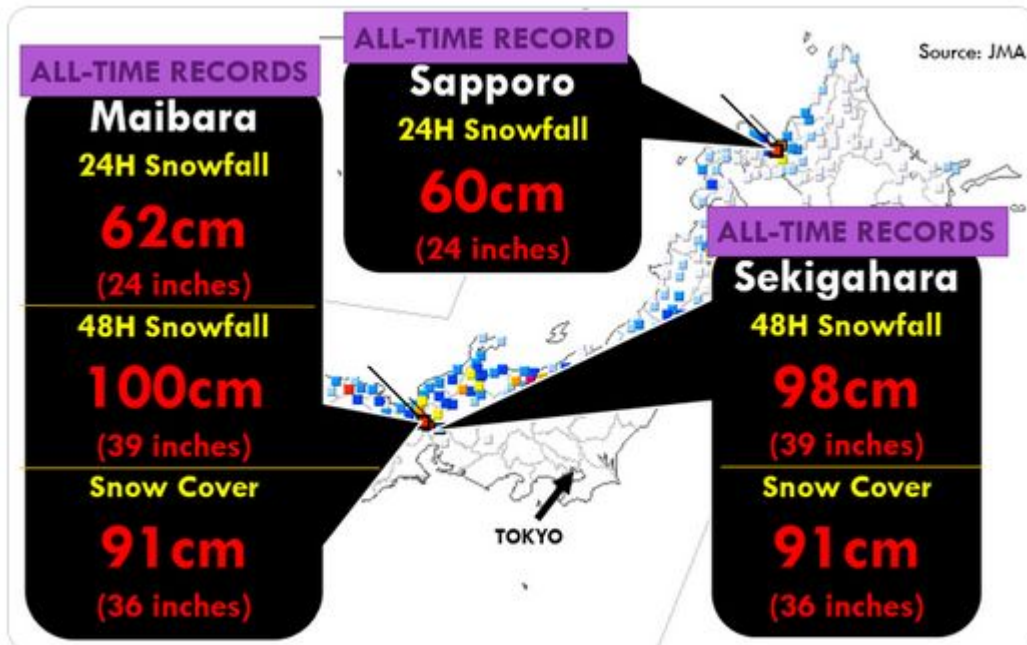 ALL-TIME RECORDS
Maibara
24H Snowfall
62cm
(24 inches)
48H Snowfall
100cm
(39 inches)
Snow Cover
91cm
(36 inches)
ALL-TIME RECORD
Sapporo
24H Snowfall
60cm
(24 inches)
Source: JMA
ALL-TIME RECORDS
Sekigahara
48H Snowfall
98cm
(39 inches)
Snow Cover
91cm
(36 inches)
TOKYO